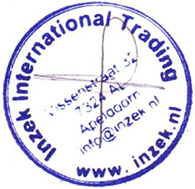 Inzek International Trading
Vissenstraat 52
7324 AL
Apeldoorn
info@inzek.nl
www.inzek.nl